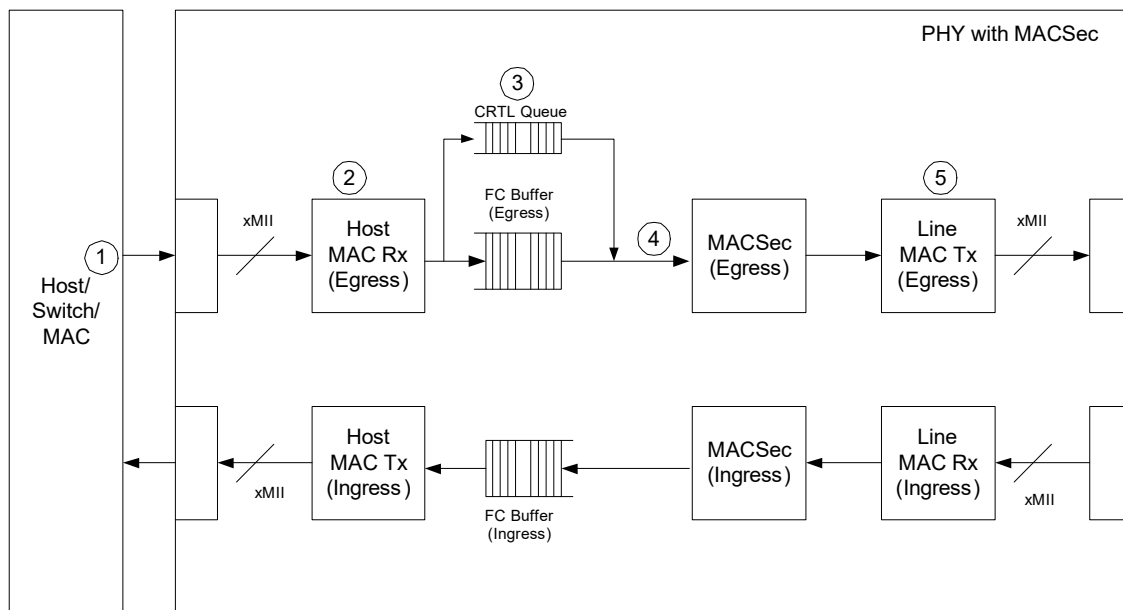 PHY with MACSec
3
CRTL Queue
2
FC Buffer
(Egress)
5
xMII
Host
MAC Rx
(Egress)
4
MACSec
(Egress)
Line
MAC Tx
(Egress)
xMII
1
Host/
Switch/
MAC
Host
MAC Tx
(Ingress)
MACSec
(Ingress)
Line
MAC Rx
(Ingress)
xMII
FC Buffer
(Ingress)
xMII